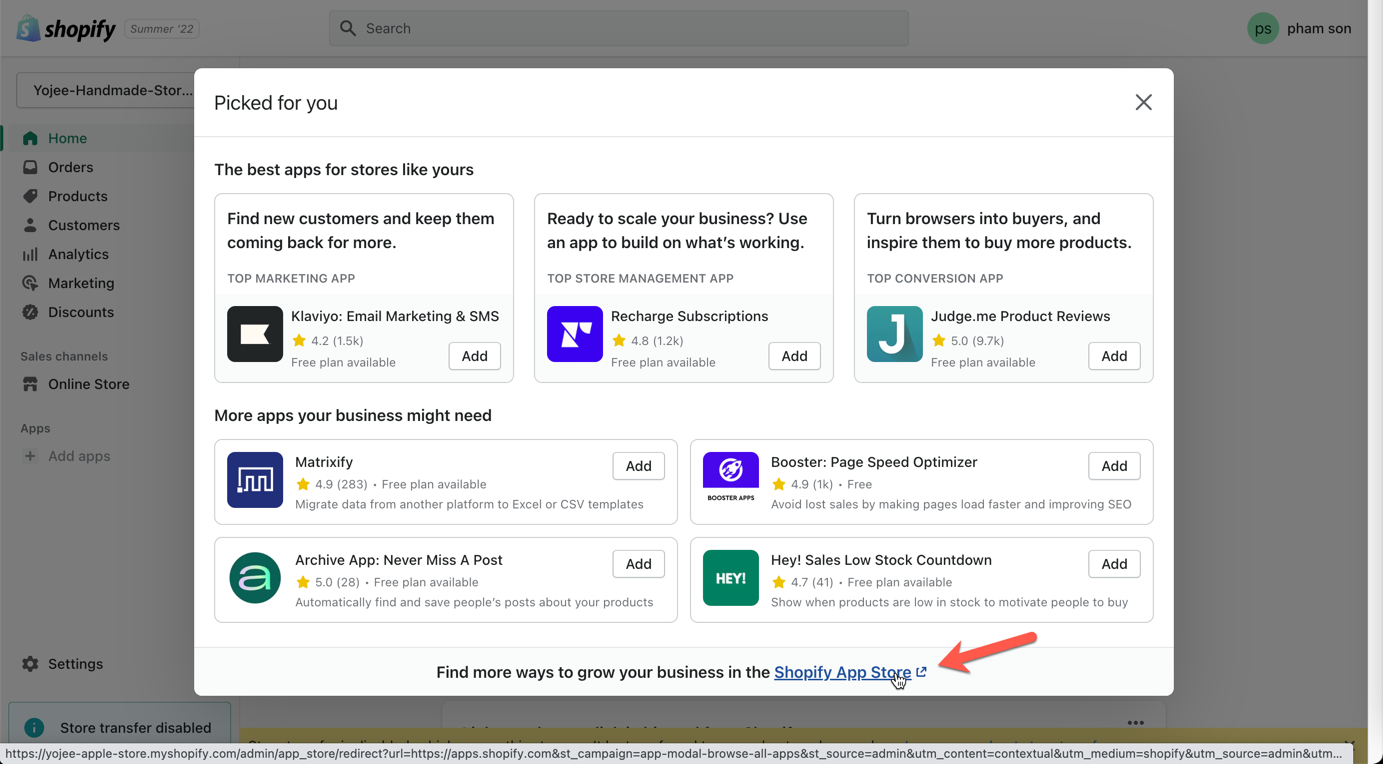 shopify Summer '22
Search
ps pham son
Yojee-Handmade-Stor...
Home
Orders
Products
Customers
Analytics
Marketing
Discounts
Sales channels
Online Store
Apps
+ Add apps
Settings
Store transfer disabled
Picked for you
The best apps for stores like yours
Find new customers and keep them
coming back for more.
TOP MARKETING APP
Klaviyo: Email Marketing & SMS
4.2 (1.5k)
Free plan available
Add
Ready to scale your business? Use
an app to build on what's working.
TOP STORE MANAGEMENT APP
Recharge Subscriptions
4.8 (1.2k)
Free plan available
Add
Turn browsers into buyers, and
inspire them to buy more products.
TOP CONVERSION APP
J
Judge.me Product Reviews
5.0 (9.7k)
Free plan available
Add
More apps your business might need
Matrixify
4.9 (283) • Free plan available
Migrate data from another platform to Excel or CSV templates
Add
BOOSTER APPS
Booster: Page Speed Optimizer
4.9 (1k) • Free
Avoid lost sales by making pages load faster and improving SEO
Add
a
Archive App: Never Miss A Post
5.0 (28) • Free plan available
Automatically find and save people's posts about your products
Add
HEY!
Hey! Sales Low Stock Countdown
4.7 (41) • Free plan available
Show when products are low in stock to motivate people to buy
Add
Find more ways to grow your business in the Shopify App Store
https://yojee-apple-store.myshopify.com/admin/app_store/redirect?url=https://apps.shopify.com&st_campaign=app-modal-browse-all-apps&st_source=admin&utm_content=contextual&utm_medium=shopify&utm_source=admin&utm...